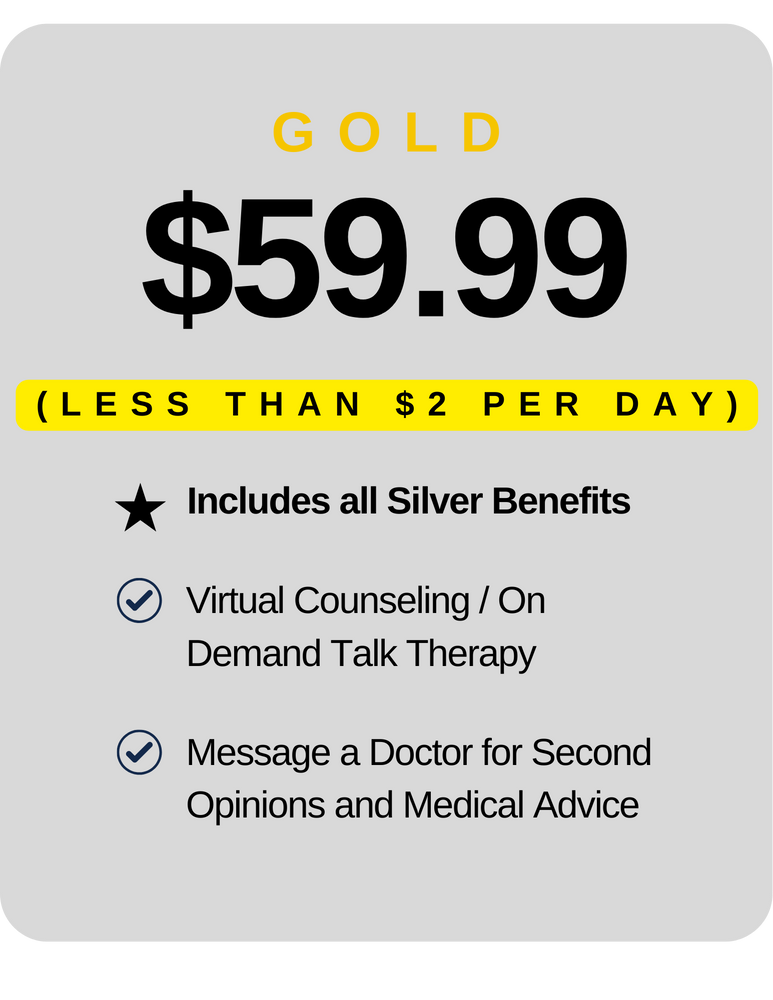 GOLD
$59.99
(LESS THAN $2 PER DAY)
Includes all Silver Benefits
Virtual Counseling / On
Demand Talk Therapy
Message a Doctor for Second
Opinions and Medical Advice